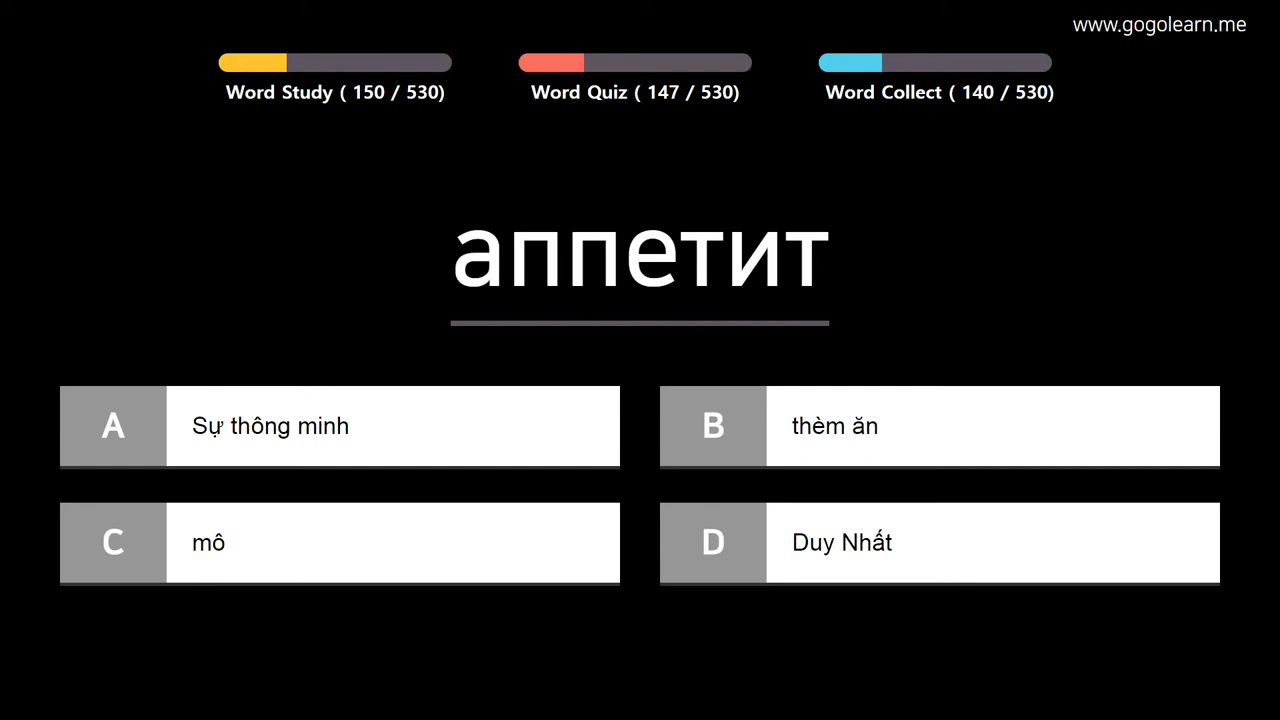 www.gogolearn.me
Word Study ( 150 / 530)
Word Quiz ( 147 / 530)
Word Collect ( 140 / 530)
аппетит
A
Sự thông minh
B
thèm ăn
C
mô
D
Duy Nhất